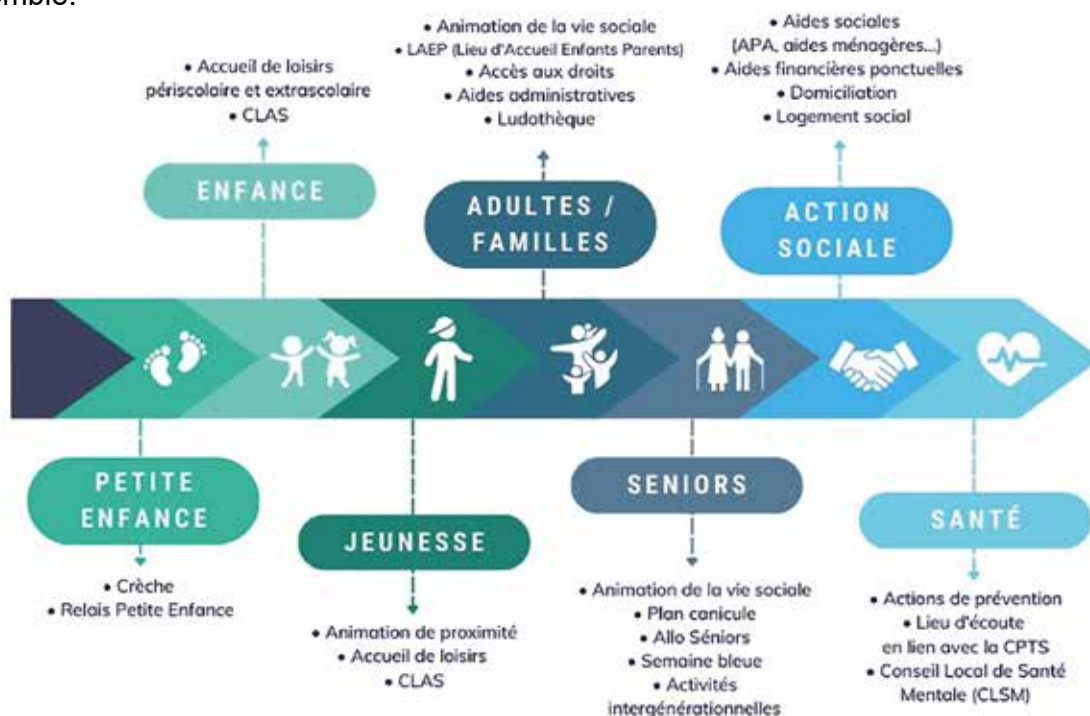 • Accueil de loisirs
périscolaire et extrascolaire
• CLAS
ENFANCE
• Animation de la vie sociale
• LAEP (Lieu d'Accueil Enfants Parents)
• Accès aux droits
• Aides administratives
• Ludothèque
ADULTES /
FAMILLES
• Aides sociales
(APA, aides ménagères...)
• Aides financières ponctuelles
• Domiciliation
• Logement social
ACTION
SOCIALE
PETITE
ENFANCE
• Crèche
• Relais Petite Enfance
JEUNESSE
• Animation de proximité
• Accueil de loisirs
• CLAS
SENIORS
• Animation de la vie sociale
• Plan canicule
• Allo Séniors
• Semaine bleue
• Activités
intergénérationnelles
SANTÉ
• Actions de prévention
• Lieu d'écoute
en lien avec la CPTS
• Conseil Local de Santé
Mentale (CLSM)